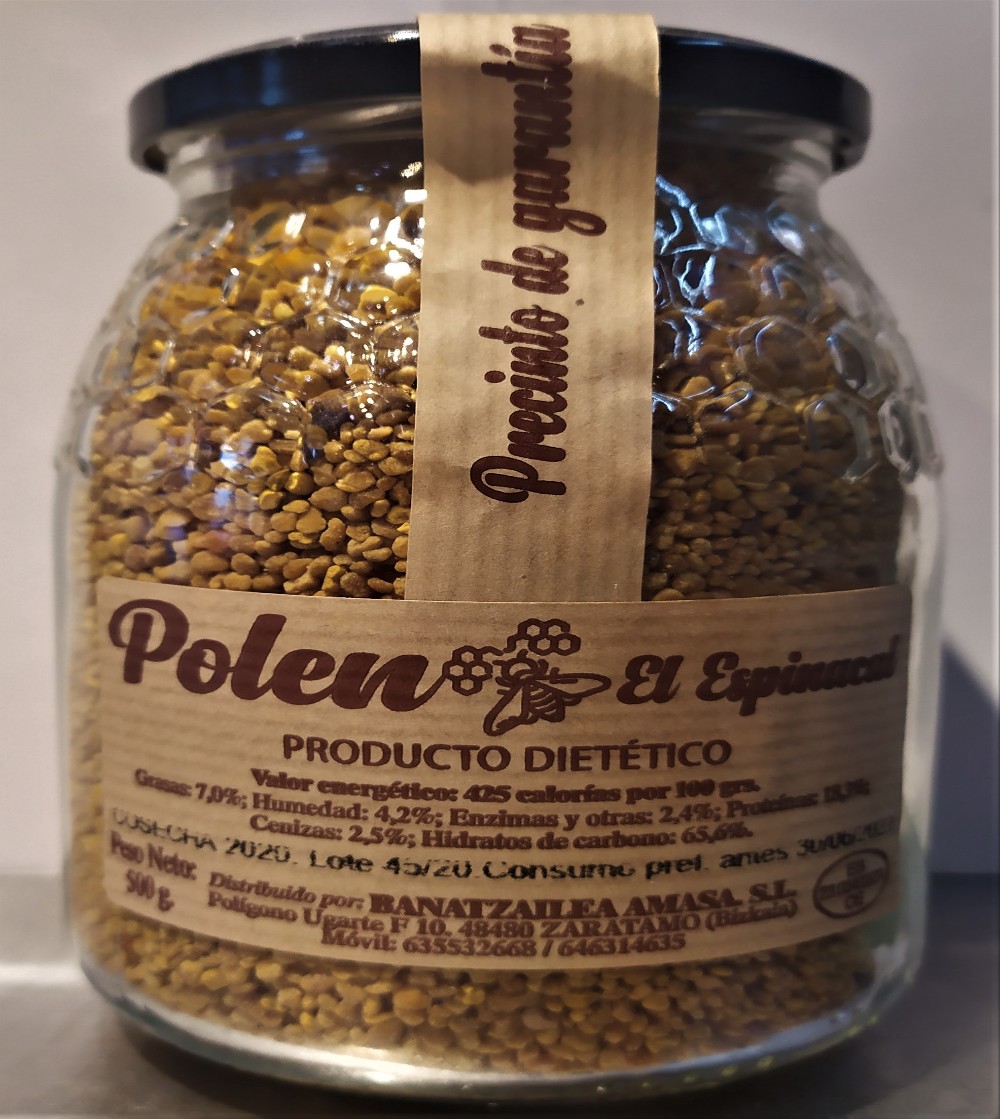 Precinto de garantía
Polen El Espinacal
PRODUCTO DIETÉTICO
Valor energético: 425 calorías por 100 grs.
Grasas: 7,0%; Humedad: 4,2%; Enzimas y otras: 2,4%; Proteínas:
Cenizas: 2,5%; Hidratos de carbono: 65,6%.
COSECHA 2020. Lote 45/20 Consumo pref. antes
Peso Neto:
500 g.
Distribuido por: BANATZAILEA AMASA, S.L.
Polígono Ugarte F 10. 48480 ZARATAMO (Bizkaia)
Móvil: 635532668 / 646314635